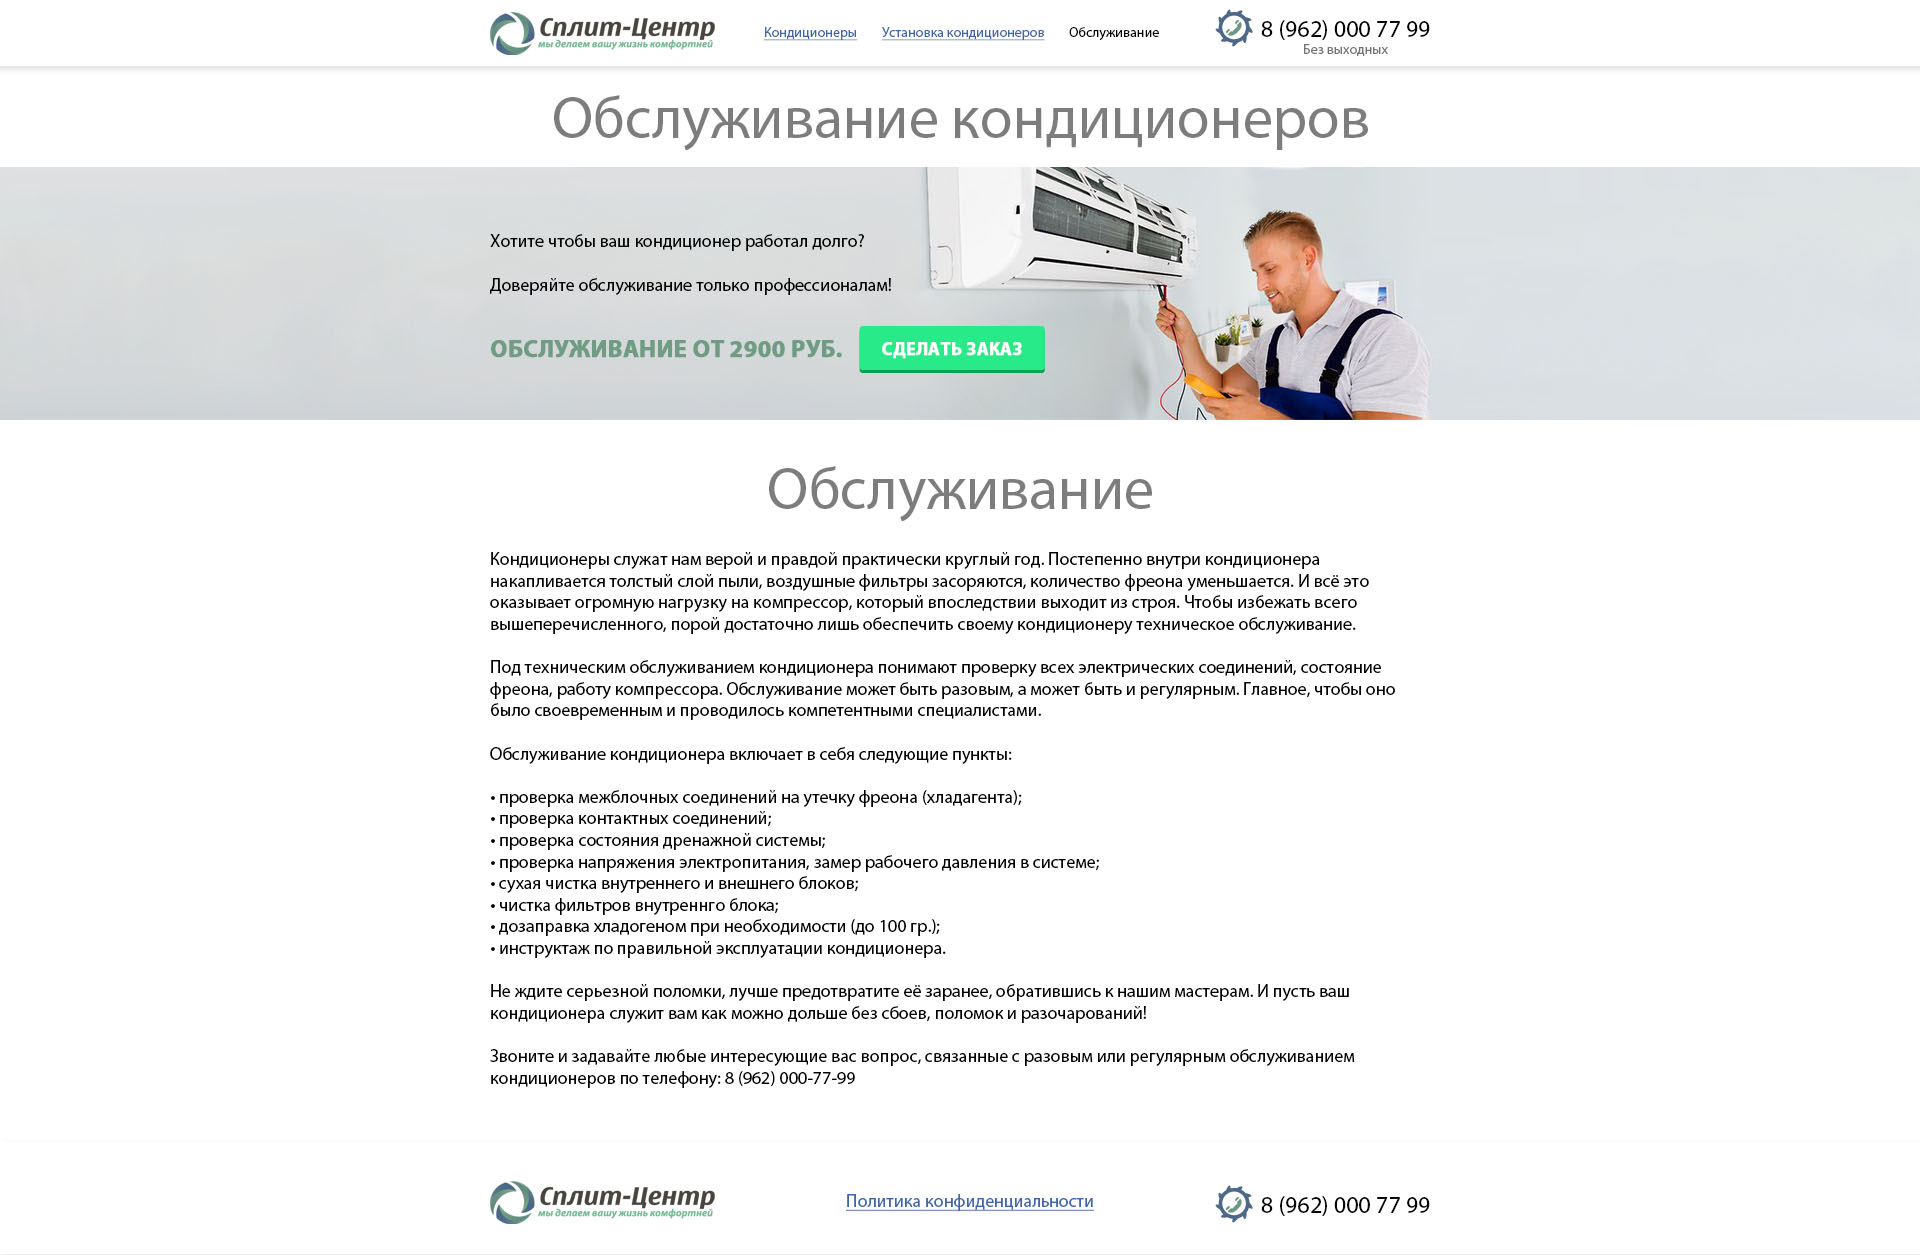 Сплит-Центр
мы делаем вашу жизнь комфортней
Кондиционеры
Установка кондиционеров
Обслуживание
8 (962) 000 77 99
Без выходных
Обслуживание кондиционеров
Хотите чтобы ваш кондиционер работал долго?
Доверяйте обслуживание только профессионалам!
ОБСЛУЖИВАНИЕ ОТ 2900 РУБ.
СДЕЛАТЬ ЗАКАЗ
Обслуживание
Кондиционеры служат нам верой и правдой практически круглый год. Постепенно внутри кондиционера
накапливается толстый слой пыли, воздушные фильтры засоряются, количество фреона уменьшается. И всё это
оказывает огромную нагрузку на компрессор, который впоследствии выходит из строя. Чтобы избежать всего
вышеперечисленного, порой достаточно лишь обеспечить своему кондиционеру техническое обслуживание.
Под техническим обслуживанием кондиционера понимают проверку всех электрических соединений, состояние
фреона, работу компрессора. Обслуживание может быть разовым, а может быть и регулярным. Главное, чтобы оно
было своевременным и проводилось компетентными специалистами.
Обслуживание кондиционера включает в себя следующие пункты:
• проверка межблочных соединений на утечку фреона (хладагента);
• проверка контактных соединений;
• проверка состояния дренажной системы;
• проверка напряжения электропитания, замер рабочего давления в системе;
• сухая чистка внутреннего и внешнего блоков;
• чистка фильтров внутреннго блока;
• дозаправка хладогеном при необходимости (до 100 гр.);
• инструктаж по правильной эксплуатации кондиционера.
Не ждите серьезной поломки, лучше предотвратите её заранее, обратившись к нашим мастерам. И пусть ваш
кондиционера служит вам как можно дольше без сбоев, поломок и разочарований!
Звоните и задавайте любые интересующие вас вопрос, связанные с разовым или регулярным обслуживанием
кондиционеров по телефону: 8 (962) 000-77-99
Сплит-Центр
мы делаем вашу жизнь комфортней
Политика конфиденциальности
8 (962) 000 77 99